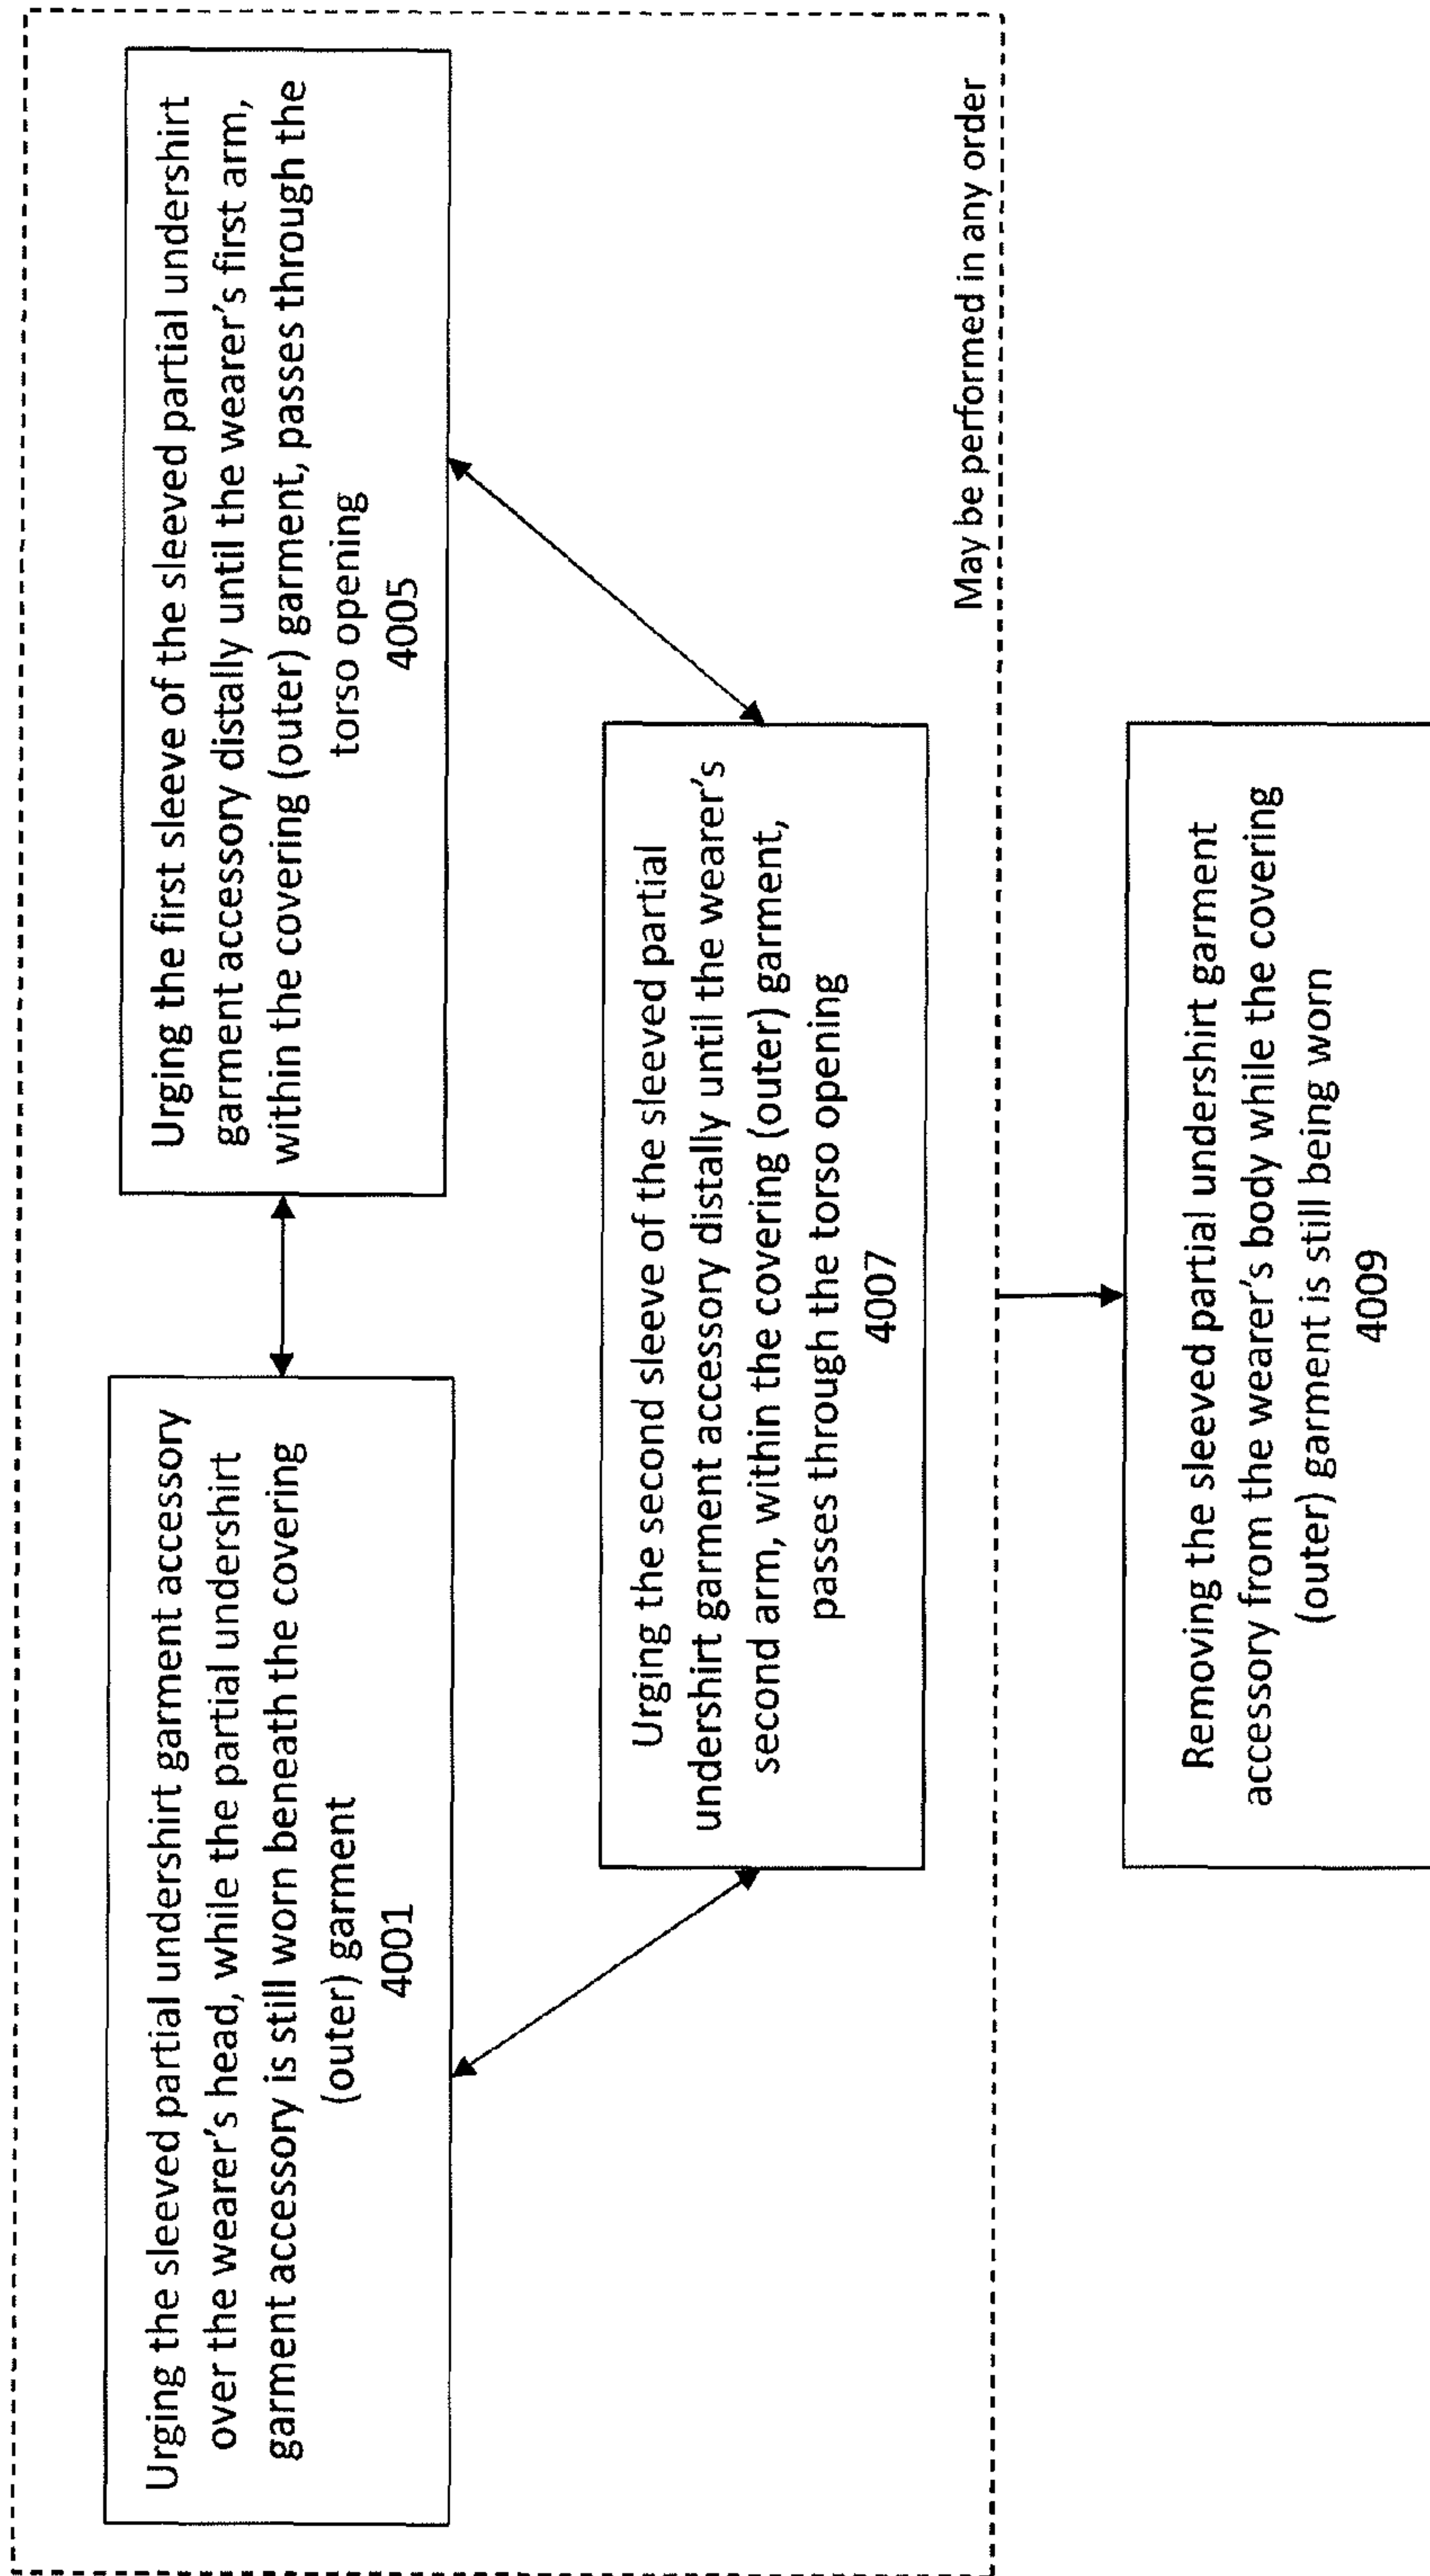 Urging the sleeved partial undershirt garment accessory
over the wearer's head, while the partial undershirt
garment accessory is still worn beneath the covering
(outer) garment
4001
Urging the first sleeve of the sleeved partial undershirt
garment accessory distally until the wearer's first arm,
within the covering (outer) garment, passes through the
torso opening
4005
Urging the second sleeve of the sleeved partial
undershirt garment accessory distally until the wearer's
second arm, within the covering (outer) garment,
passes through the torso opening
4007
May be performed in any order
Removing the sleeved partial undershirt garment
accessory from the wearer's body while the covering
(outer) garment is still being worn
4009